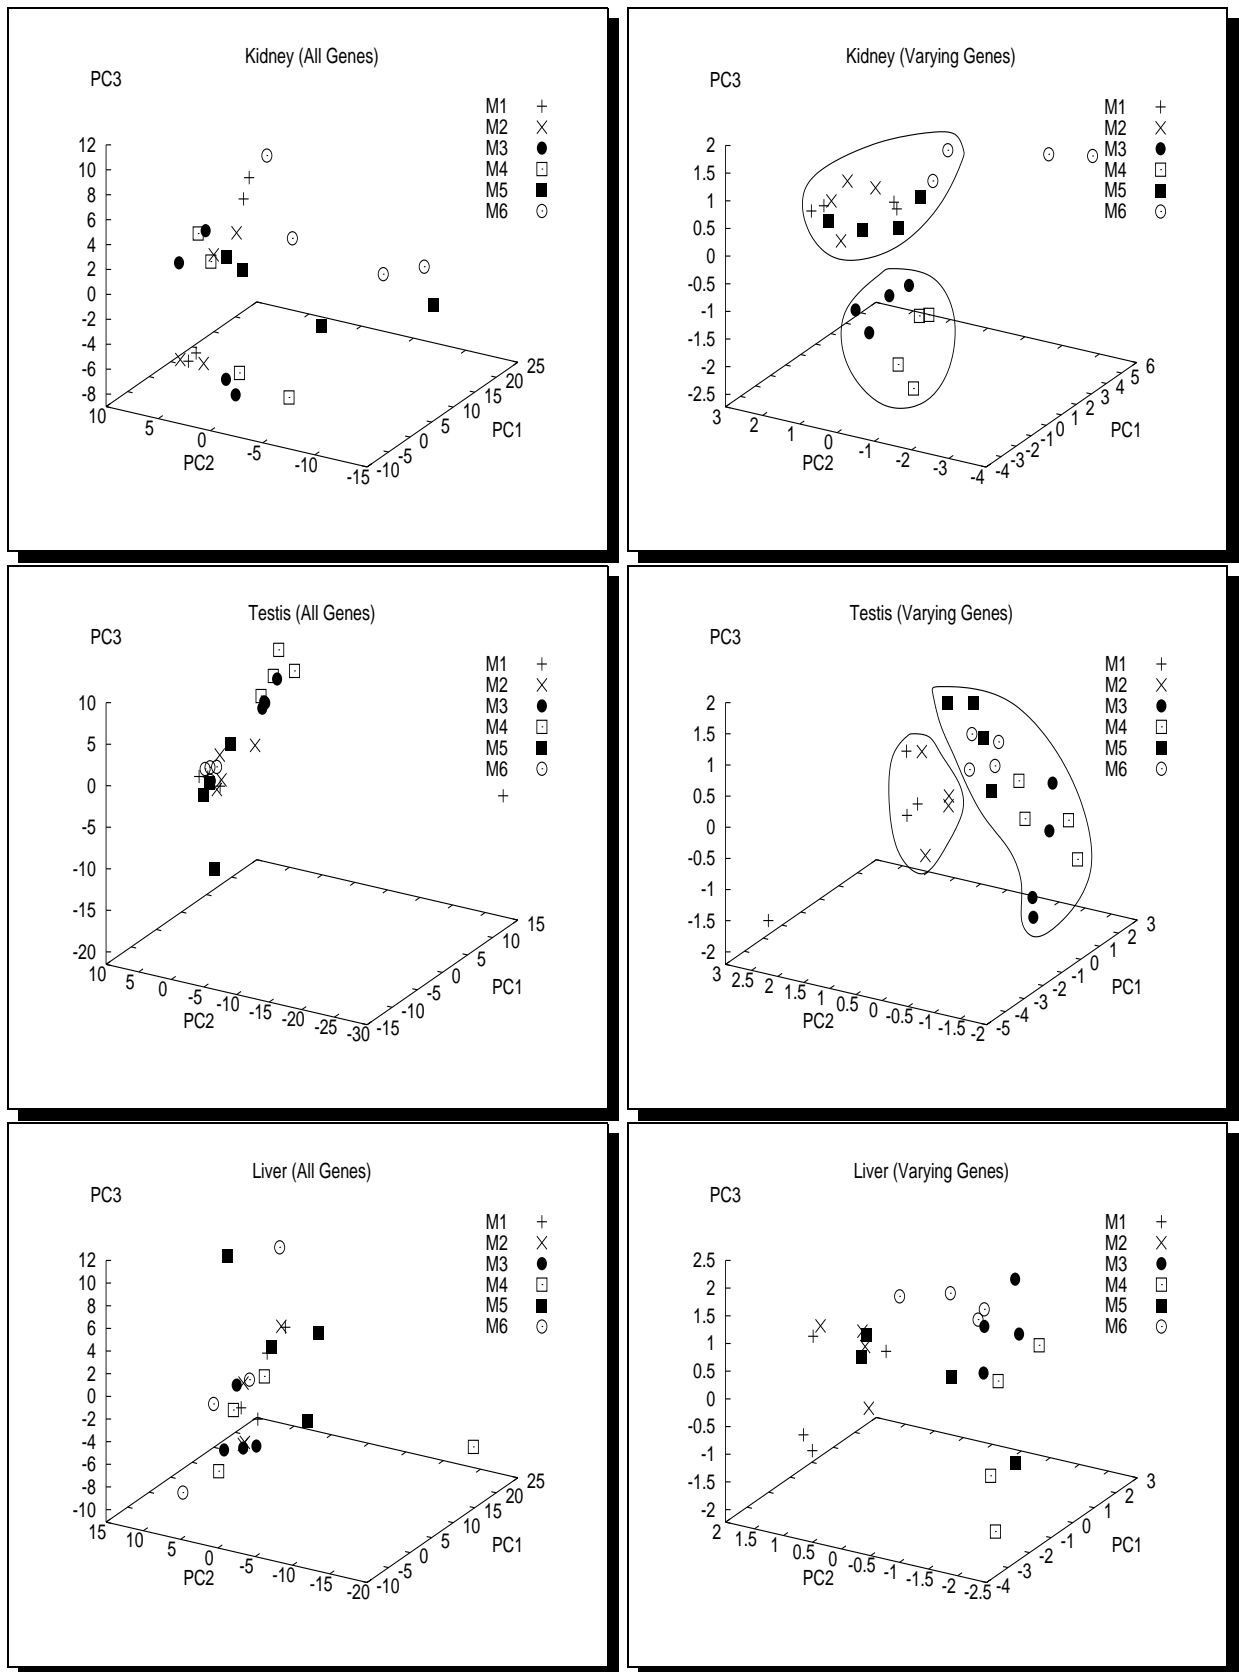 Kidney (All Genes)
PC3
M1
M2
M3
M4
M5
M6
12
10
8
6
4
2
0
-2
-4
-6
-8
10
5
0
-5
-10
-15
PC2
-10
-5
0
5
10
15
20
25
PC1
Kidney (Varying Genes)
PC3
M1
M2
M3
M4
M5
M6
2
1.5
1
0.5
0
-0.5
-1
-1.5
-2
-2.5
3
2
1
0
-1
-2
-3
-4
PC2
-4
-3
-2
-1
0
1
2
3
4
5
6
PC1
Testis (All Genes)
PC3
M1
M2
M3
M4
M5
M6
10
5
0
-5
-10
-15
-20
10
5
0
-5
-10
-15
-20
-25
-30
PC2
-15
-10
-5
0
5
10
15
PC1
Testis (Varying Genes)
PC3
M1
M2
M3
M4
M5
M6
2
1.5
1
0.5
0
-0.5
-1
-1.5
-2
3
2.5
2
1.5
1
0.5
0
-0.5
-1
-1.5
-2
PC2
-5
-4
-3
-2
-1
0
1
2
3
PC1
Liver (All Genes)
PC3
M1
M2
M3
M4
M5
M6
12
10
8
6
4
2
0
-2
-4
-6
-8
-10
15
10
5
0
-5
-10
-15
-20
PC2
-10
-5
0
5
10
15
20
25
PC1
Liver (Varying Genes)
PC3
M1
M2
M3
M4
M5
M6
2.5
2
1.5
1
0.5
0
-0.5
-1
-1.5
-2
2
1.5
1
0.5
0
-0.5
-1
-1.5
-2
-2.5
PC2
-4
-3
-2
-1
0
1
2
3
PC1